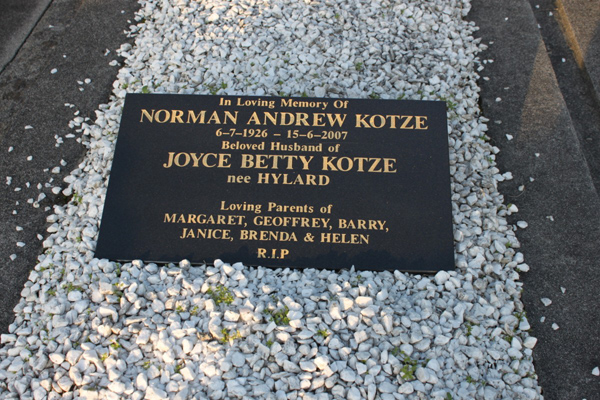 In Loving Memory Of
NORMAN ANDREW KOTZE
6-7-1926 - 15-6-2007
Beloved Husband of
JOYCE BETTY KOTZE
nee HYLARD
Loving Parents of
MARGARET, GEOFFREY, BARRY,
JANICE, BRENDA & HELEN
R.I.P